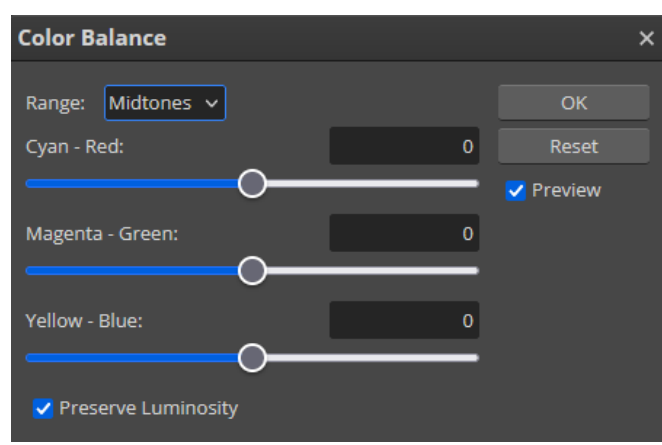 Color Balance
Range: Midtones
OK
Cyan - Red: 0
Reset
Preview
Magenta - Green: 0
Yellow - Blue: 0
Preserve Luminosity